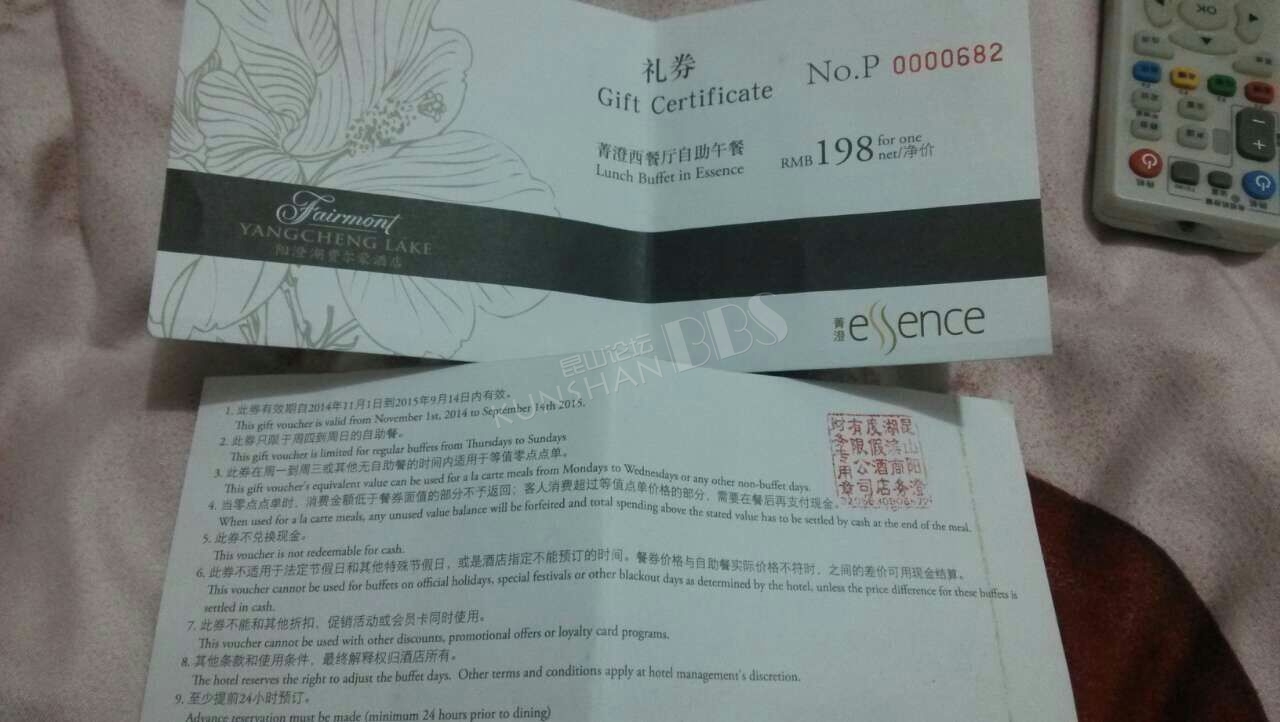 礼券
Gift Certificate
No.P 0000682
菁澄西餐厅自助午餐
Lunch Buffet in Essence
RMB 198 for one net/净价
Fairmont
YANGCHENG LAKE
阳澄湖费尔蒙酒店
菁澄 essence
昆山论坛
KUNSHAN BBS
1. 此券有效期自2014年11月1日到2015年9月14日内有效。
This gift voucher is valid from November 1st, 2014 to September 14th 2015.
2. 此券只限于周四到周日的自助餐。
This gift voucher is limited for regular buffets from Thursdays to Sundays
3. 此券在周一到周三或其他无自助餐的时间内适用于等值零点点单。
This gift voucher's equivalent value can be used for a la carte meals from Mondays to Wednesdays or any other non-buffet days.
4. 当零点点单时，消费金额低于餐券面值的部分不予返回；客人消费超过等值点单价格的部分，需要在餐后再支付现金。
When used for a la carte meals, any unused value balance will be forfeited and total spending above the stated value has to be settled by cash at the end of the meal.
5. 此券不兑换现金。
This voucher is not redeemable for cash.
6. 此券不适用于法定节假日和其他特殊节假日，或是酒店指定不能预订的时间。餐券价格与自助餐实际价格不符时，之间的差价可用现金结算。
This voucher cannot be used for buffets on official holidays, special festivals or other blackout days as determined by the hotel, unless the price difference for these buffets is
settled in cash.
7. 此券不能和其他折扣，促销活动或会员卡同时使用。
This voucher cannot be used with other discounts, promotional offers or loyalty card programs.
8. 其他条款和使用条件，最终解释权归酒店所有。
The hotel reserves the right to adjust the buffet days. Other terms and conditions apply at hotel management's discretion.
9. 至少提前24小时预订。
Advance reservation must be made (minimum 24 hours prior to dining)
昆山阳澄
湖 商务
度假酒店
有限公司
财务专用章
OK